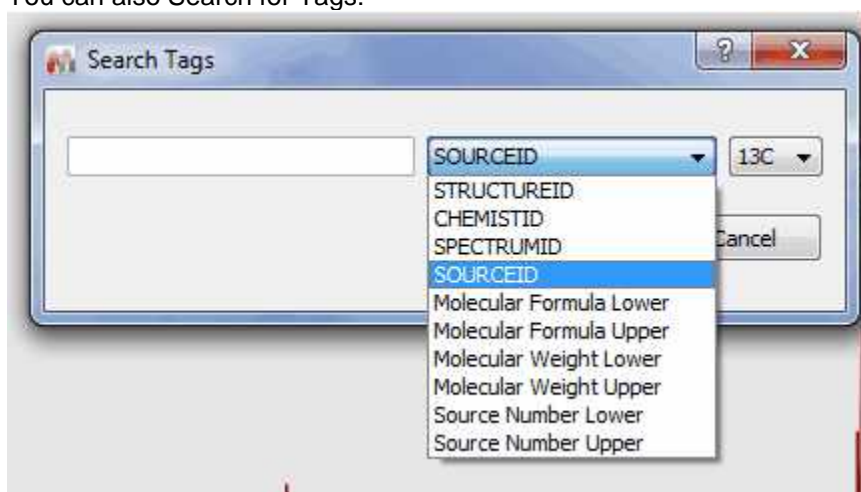 You can also Search for Tags:
Search Tags
SOURCEID
13C
STRUCTUREID
CHEMISTID
SPECTRUMID
SOURCEID
Cancel
Molecular Formula Lower
Molecular Formula Upper
Molecular Weight Lower
Molecular Weight Upper
Source Number Lower
Source Number Upper